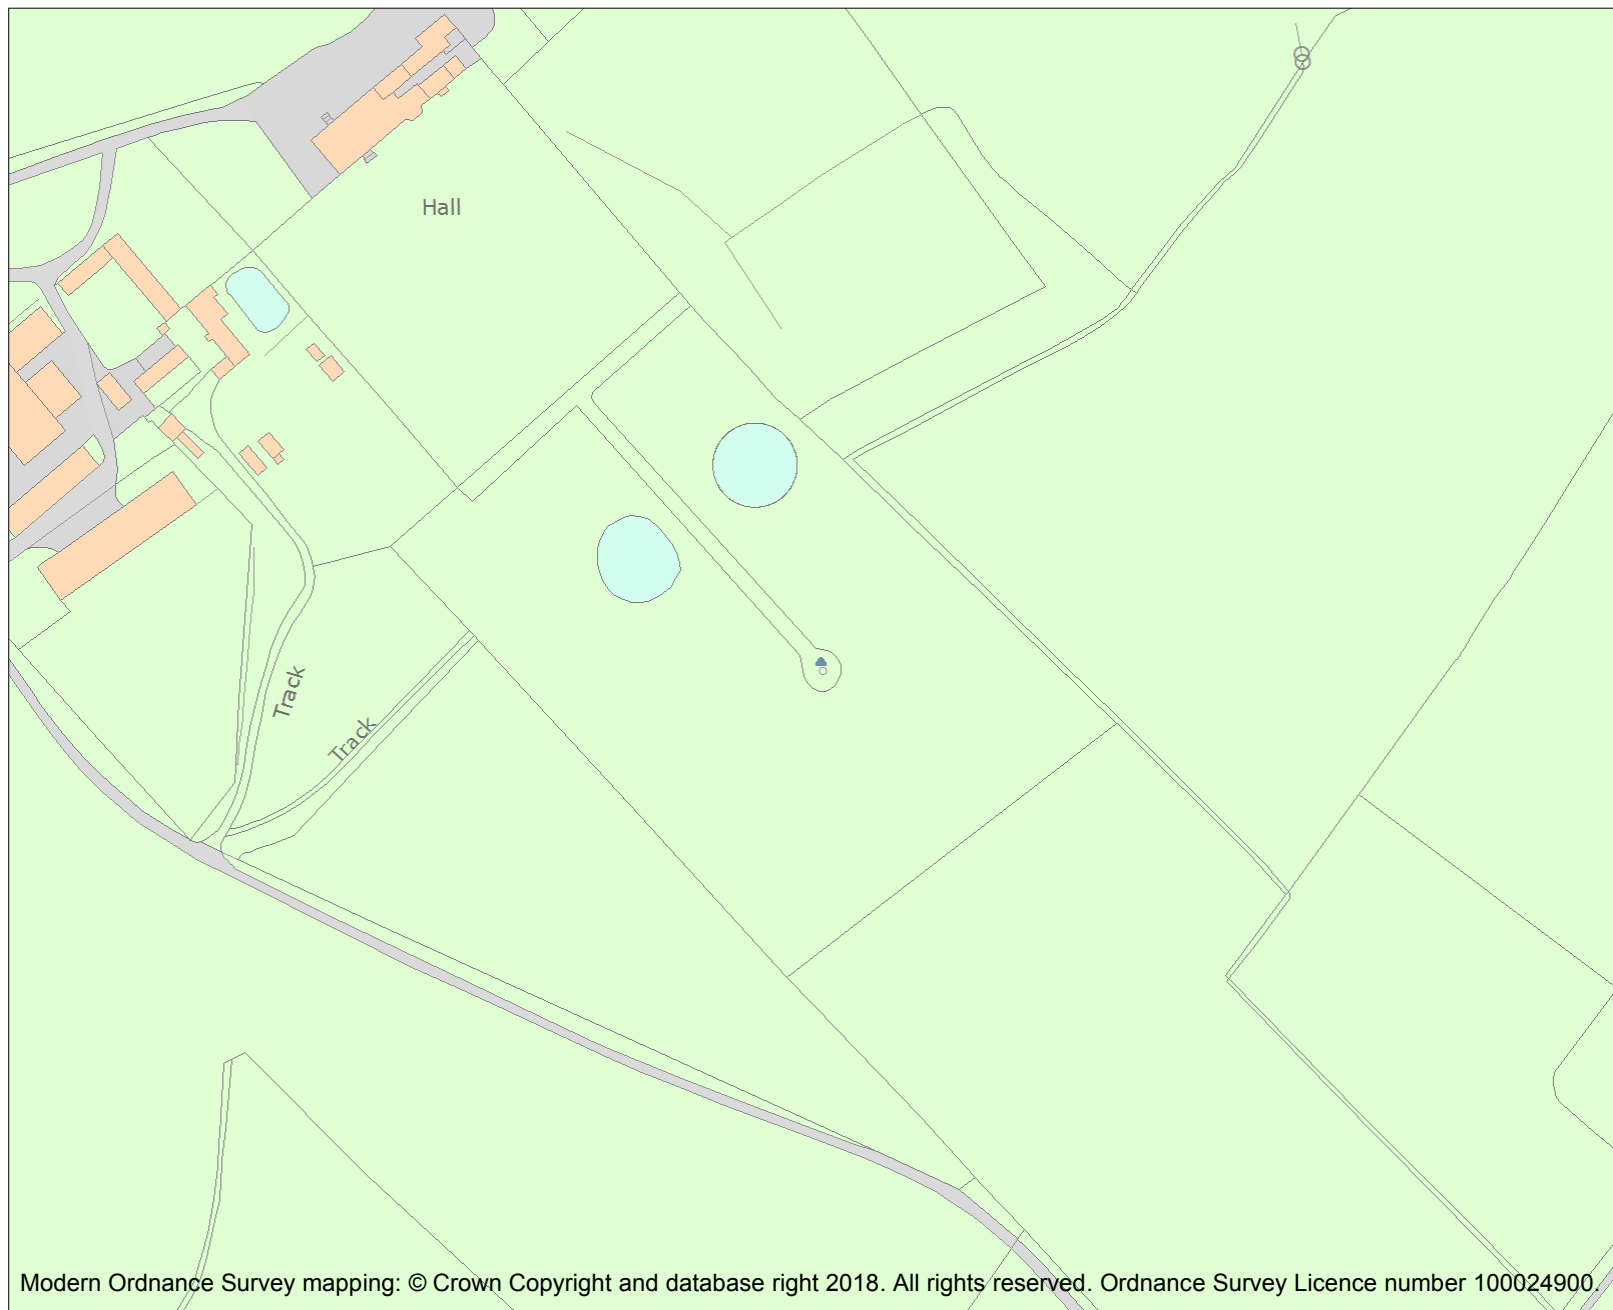 Hall
Track
Track
Modern Ordnance Survey mapping: © Crown Copyright and database right 2018. All rights reserved. Ordnance Survey Licence number 100024900.